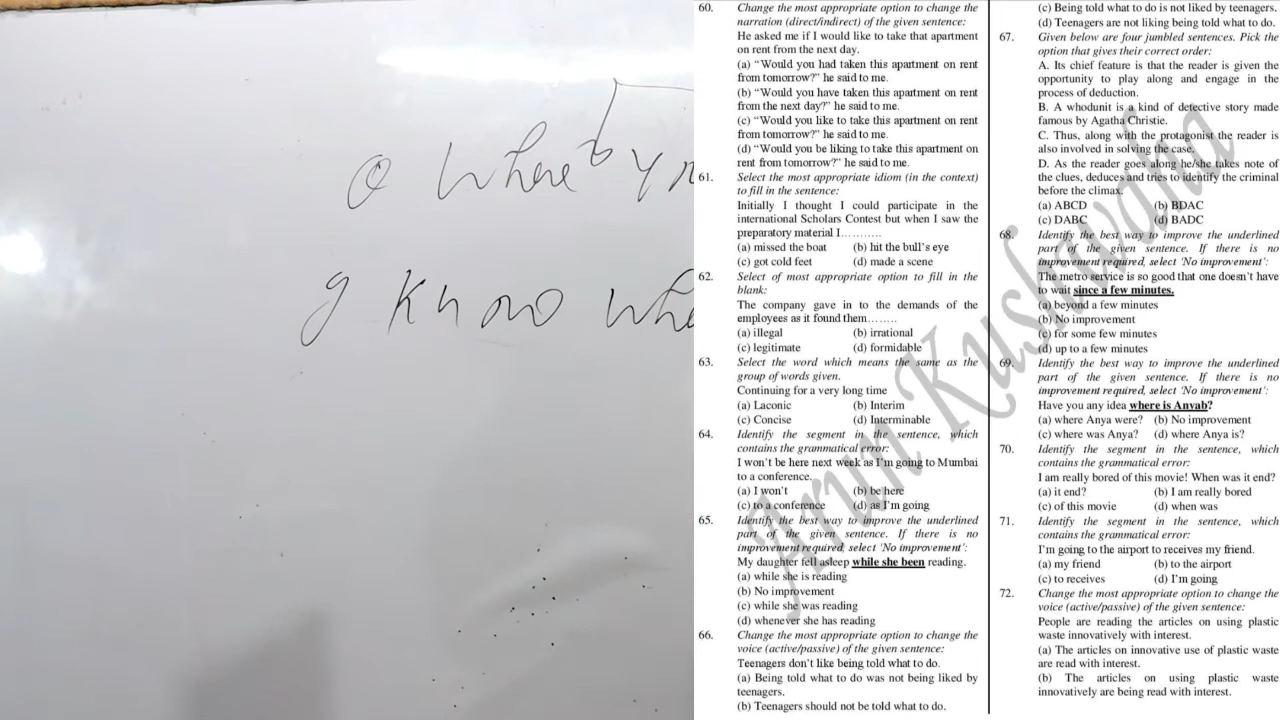 @ where
I know
60. Change the most appropriate option to change the
narration (direct/indirect) of the given sentence:
He asked me if I would like to take that apartment
on rent from the next day.
(a) “Would you had taken this apartment on rent
from tomorrow?” he said to me.
(b) “Would you have taken this apartment on rent
from the next day?” he said to me.
(c) “Would you like to take this apartment on rent
from tomorrow?” he said to me.
(d) “Would you be liking to take this apartment on
rent from tomorrow?” he said to me.
61. Select the most appropriate idiom (in the context)
to fill in the sentence:
Initially I thought I could participate in the
international Scholars Contest but when I saw the
preparatory material I...........
(a) missed the boat (b) hit the bull’s eye
(c) got cold feet (d) made a scene
62. Select of most appropriate option to fill in the
blank:
The company gave in to the demands of the
employees as it found them........
(a) illegal (b) irrational
(c) legitimate (d) formidable
63. Select the word which means the same as the
group of words given.
Continuing for a very long time
(a) Laconic (b) Interim
(c) Concise (d) Interminable
64. Identify the segment in the sentence, which
contains the grammatical error:
I won’t be here next week as I’m going to Mumbai
to a conference.
(a) I won’t (b) be here
(c) to a conference (d) as I’m going
65. Identify the best way to improve the underlined
part of the given sentence. If there is no
improvement required, select ‘No improvement’:
My daughter fell asleep while she been reading.
(a) while she is reading
(b) No improvement
(c) while she was reading
(d) whenever she has reading
66. Change the most appropriate option to change the
voice (active/passive) of the given sentence:
Teenagers don’t like being told what to do.
(a) Being told what to do was not being liked by
teenagers.
(b) Teenagers should not be told what to do.
(c) Being told what to do is not liked by teenagers.
(d) Teenagers are not liking being told what to do.
67. Given below are four jumbled sentences. Pick the
option that gives their correct order:
A. Its chief feature is that the reader is given the
opportunity to play along and engage in the
process of deduction.
B. A whodunit is a kind of detective story made
famous by Agatha Christie.
C. Thus, along with the protagonist the reader is
also involved in solving the case.
D. As the reader goes along he/she takes note of
the clues, deduces and tries to identify the criminal
before the climax.
(a) ABCD (b) BDAC
(c) DABC (d) BADC
68. Identify the best way to improve the underlined
part of the given sentence. If there is no
improvement required, select ‘No improvement’:
The metro service is so good that one doesn’t have
to wait since a few minutes.
(a) beyond a few minutes
(b) No improvement
(c) for some few minutes
(d) up to a few minutes
69. Identify the best way to improve the underlined
part of the given sentence. If there is no
improvement required, select ‘No improvement’:
Have you any idea where is Anyab?
(a) where Anya were? (b) No improvement
(c) where was Anya? (d) where Anya is?
70. Identify the segment in the sentence, which
contains the grammatical error:
I am really bored of this movie! When was it end?
(a) it end? (b) I am really bored
(c) of this movie (d) when was
71. Identify the segment in the sentence, which
contains the grammatical error:
I’m going to the airport to receives my friend.
(a) my friend (b) to the airport
(c) to receives (d) I’m going
72. Change the most appropriate option to change the
voice (active/passive) of the given sentence:
People are reading the articles on using plastic
waste innovatively with interest.
(a) The articles on innovative use of plastic waste
are read with interest.
(b) The articles on using plastic waste
innovatively are being read with interest.
Arun Kushawaha